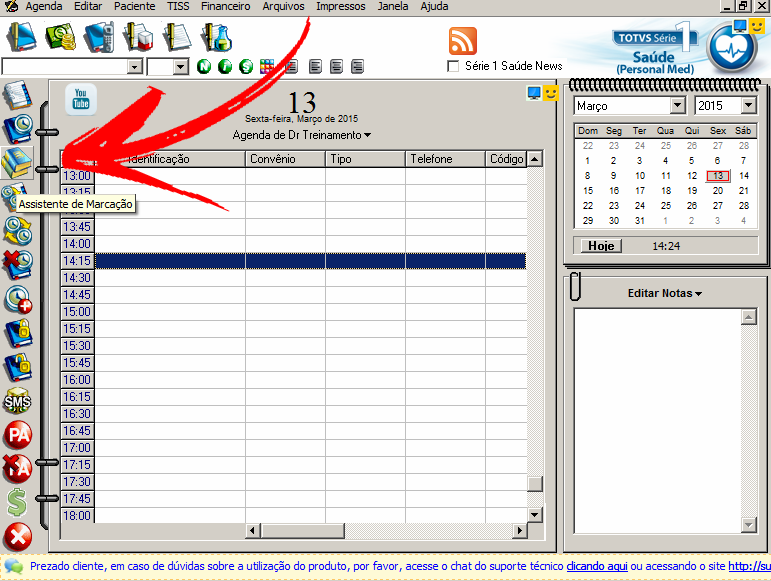 Agenda Editar Paciente TISS Financeiro Arquivos Impressos Janela Ajuda
TOTVS Série 1
Saúde
(Personal Med)
N F $
Série 1 Saúde News
SMS
PA
$
Assistente de Marcação
You
Tube
13
Sexta-feira, Março de 2015
Agenda de Dr Treinamento
Identificação Convênio Tipo Telefone Código
13:00
13:15
13:45
14:00
14:15
14:30
14:45
15:00
15:15
15:30
15:45
16:00
16:15
16:30
16:45
17:00
17:15
17:30
17:45
18:00
Março 2015
Dom Seg Ter Qua Qui Sex Sáb
22 23 24 25 26 27 28
1 2 3 4 5 6 7
8 9 10 11 12 13 14
15 16 17 18 19 20 21
22 23 24 25 26 27 28
29 30 31 1 2 3 4
Hoje 14:24
Editar Notas
Prezado cliente, em caso de dúvidas sobre a utilização do produto, por favor, acesse o chat do suporte técnico clicando aqui ou acessando o site http://su